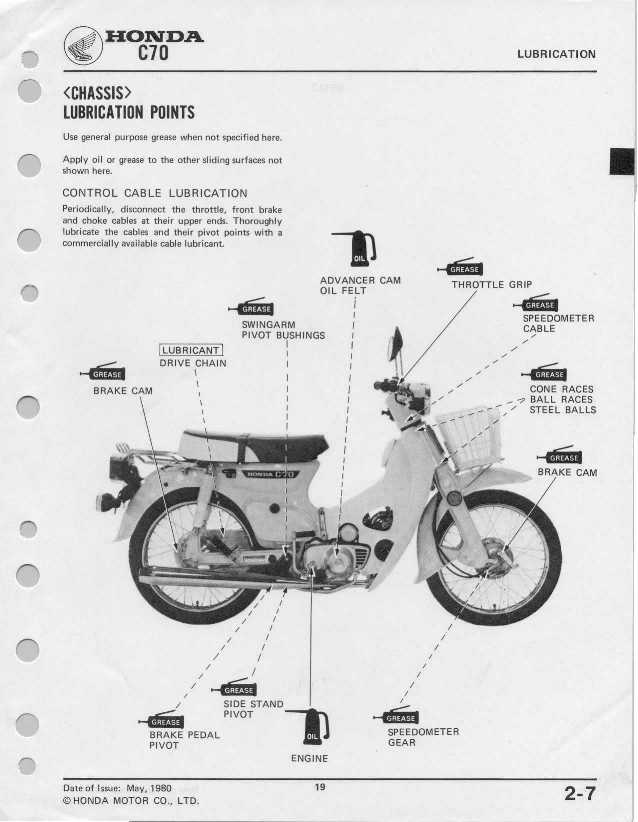 HONDA
C70
LUBRICATION
<CHASSIS>
LUBRICATION POINTS
Use general purpose grease when not specified here.
Apply oil or grease to the other sliding surfaces not
shown here.
CONTROL CABLE LUBRICATION
Periodically, disconnect the throttle, front brake
and choke cables at their upper ends. Thoroughly
lubricate the cables and their pivot points with a
commercially available cable lubricant.
OIL
ADVANCER CAM
OIL FELT
GREASE
THROTTLE GRIP
GREASE
SPEEDOMETER
CABLE
GREASE
SWINGARM
PIVOT BUSHINGS
LUBRICANT
DRIVE CHAIN
GREASE
BRAKE CAM
GREASE
CONE RACES
BALL RACES
STEEL BALLS
GREASE
BRAKE CAM
HONDA C70
GREASE
SIDE STAND
PIVOT
GREASE
BRAKE PEDAL
PIVOT
OIL
ENGINE
GREASE
SPEEDOMETER
GEAR
Date of Issue: May, 1980
© HONDA MOTOR CO., LTD.
19
2-7